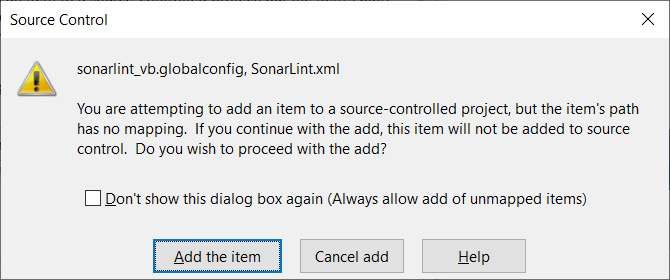 Source Control
sonarlint_vb.globalconfig, SonarLint.xml
You are attempting to add an item to a source-controlled project, but the item's path
has no mapping.  If you continue with the add, this item will not be added to source
control.  Do you wish to proceed with the add?
Don't show this dialog box again (Always allow add of unmapped items)
Add the item
Cancel add
Help